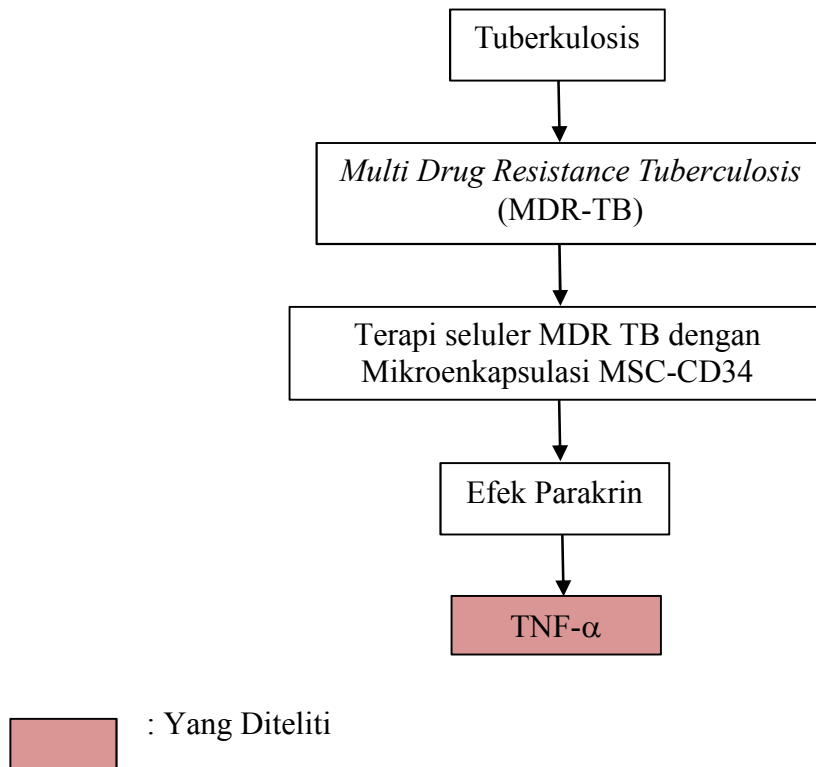 Tuberkulosis
Multi Drug Resistance Tuberculosis
(MDR-TB)
Terapi seluler MDR TB dengan
Mikroenkapsulasi MSC-CD34
Efek Parakrin
TNF-α
: Yang Diteliti